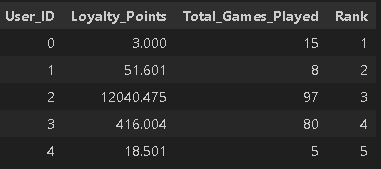 User_ID Loyalty_Points Total_Games_Played Rank
0 3.000 15 1
1 51.601 8 2
2 12040.475 97 3
3 416.004 80 4
4 18.501 5 5